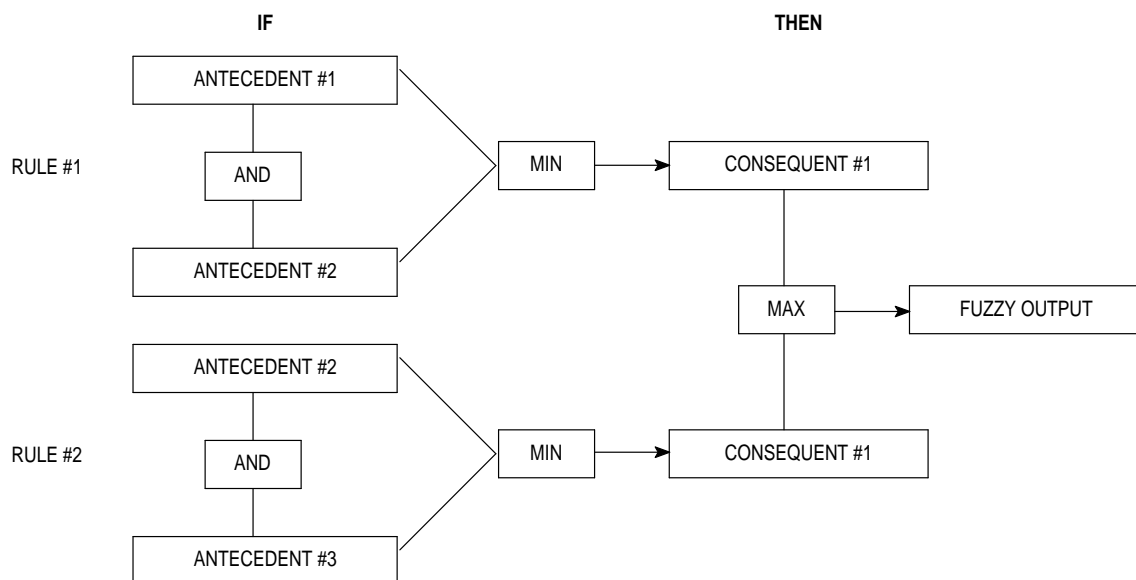 IF
THEN
RULE #1
ANTECEDENT #1
AND
ANTECEDENT #2
MIN
CONSEQUENT #1
MAX
FUZZY OUTPUT
RULE #2
ANTECEDENT #2
AND
ANTECEDENT #3
MIN
CONSEQUENT #1